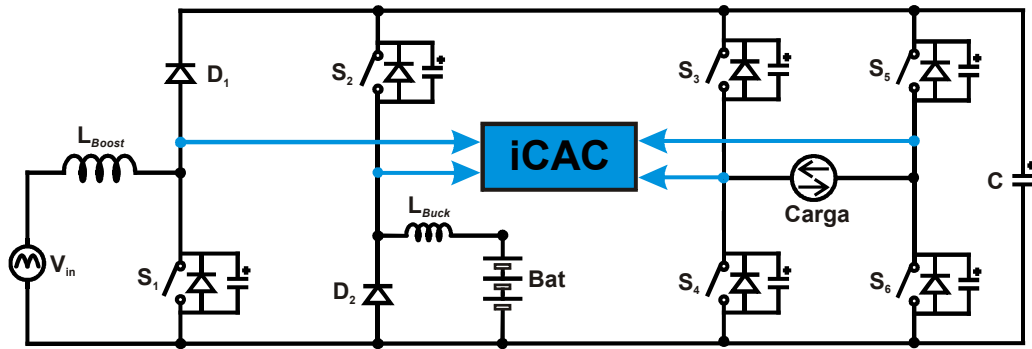 D1
S2
S3
S5
LBoost
iCAC
C
LBuck
Carga
Vin
S1
D2
Bat
S4
S6